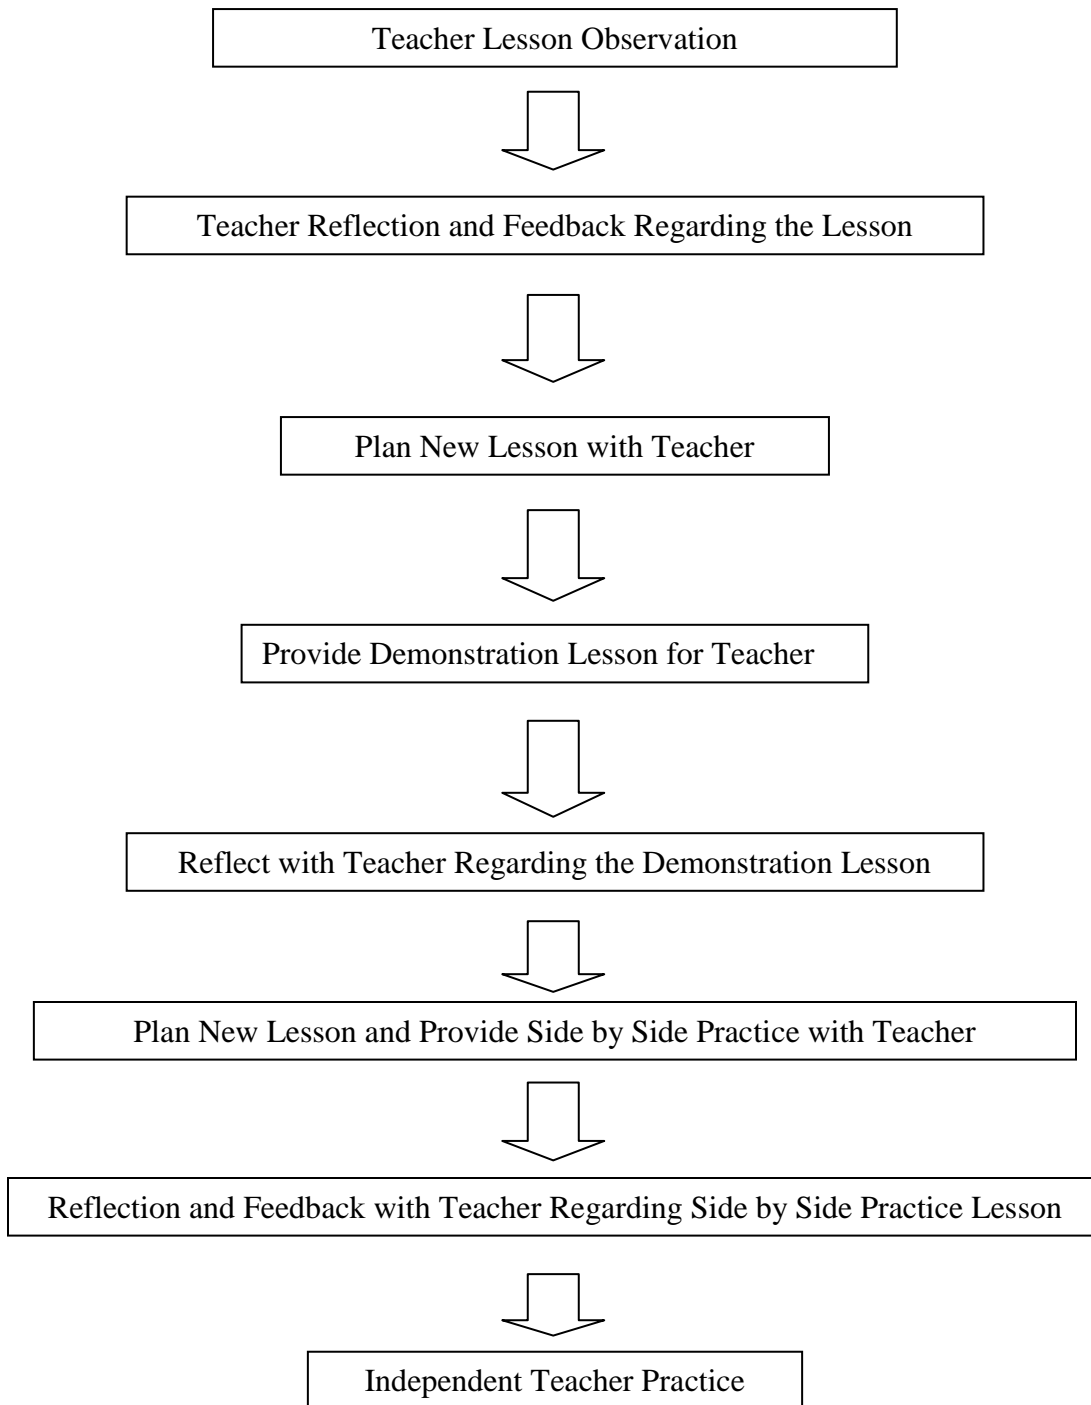 Teacher Lesson Observation
Teacher Reflection and Feedback Regarding the Lesson
Plan New Lesson with Teacher
Provide Demonstration Lesson for Teacher
Reflect with Teacher Regarding the Demonstration Lesson
Plan New Lesson and Provide Side by Side Practice with Teacher
Reflection and Feedback with Teacher Regarding Side by Side Practice Lesson
Independent Teacher Practice